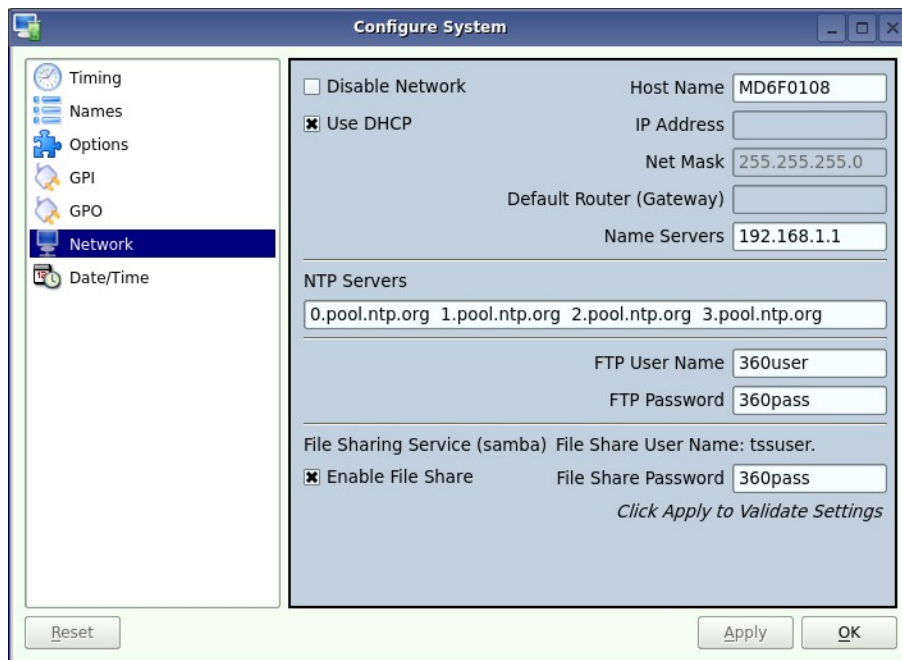 Configure System
Timing
Names
Options
GPI
GPO
Network
Date/Time
Disable Network
Host Name MD6F0108
Use DHCP
IP Address
Net Mask 255.255.255.0
Default Router (Gateway)
Name Servers 192.168.1.1
NTP Servers
0.pool.ntp.org 1.pool.ntp.org 2.pool.ntp.org 3.pool.ntp.org
FTP User Name 360user
FTP Password 360pass
File Sharing Service (samba) File Share User Name: tssuser.
Enable File Share
File Share Password 360pass
Click Apply to Validate Settings
Reset
Apply
OK